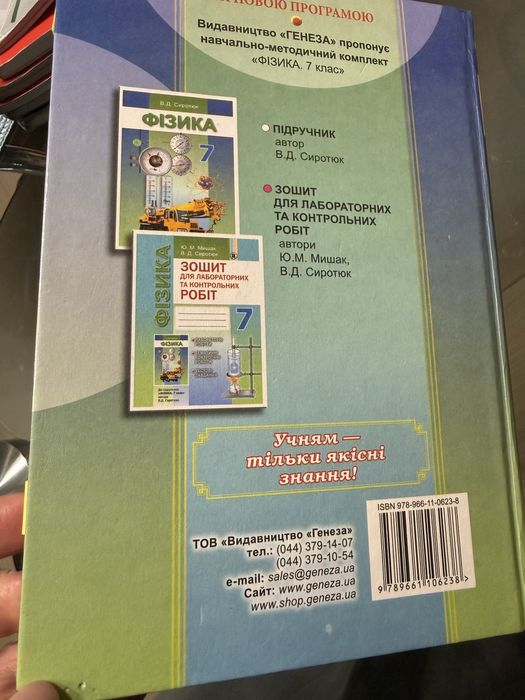 НОВОЮ ПРОГРАМОЮ
Видавництво «ГЕНЕЗА» пропонує
навчально-методичний комплект
«ФІЗИКА. 7 клас»
В.Д. Сиротюк
ФІЗИКА
7
ПІДРУЧНИК
автор
В.Д. Сиротюк
ЗОШИТ
ДЛЯ ЛАБОРАТОРНИХ
ТА КОНТРОЛЬНИХ
РОБІТ
автори
Ю.М. Мишак,
В.Д. Сиротюк
Ю.М. Мишак
В.Д. Сиротюк
ФІЗИКА
ЗОШИТ
ДЛЯ ЛАБОРАТОРНИХ
ТА КОНТРОЛЬНИХ
РОБІТ
7
ФІЗИКА
Учням —
тільки якісні
знання!
ТОВ «Видавництво «Генеза»
тел.: (044) 379-14-07
(044) 379-10-54
e-mail: sales@geneza.ua
Сайт: www.geneza.ua
www.shop.geneza.ua
ISBN 978-966-11-0623-8
9 789661 106238 >